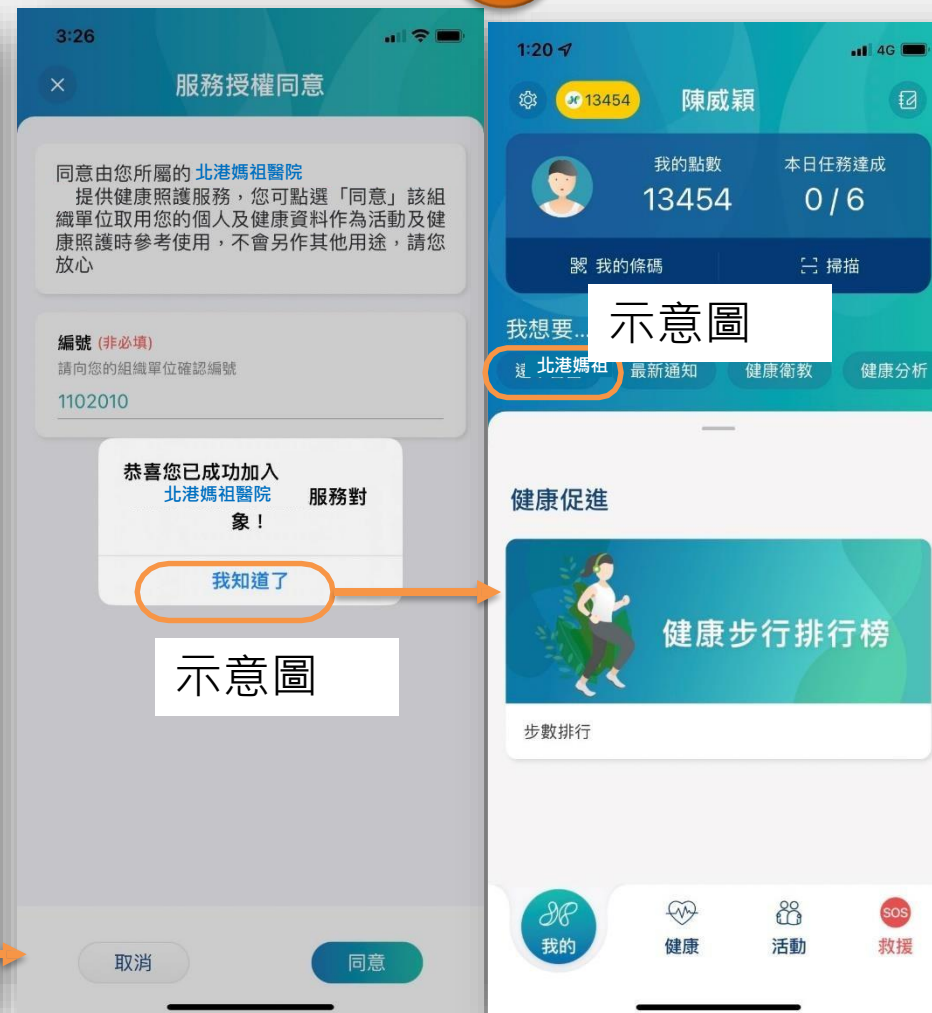 3:26
服務授權同意
同意由您所屬的 北港媽祖醫院
提供健康照護服務，您可點選「同意」該組
織單位取用您的個人及健康資料作為活動及健
康照護時參考使用，不會另作其他用途，請您
放心
編號 (非必填)
請向您的組織單位確認編號
1102010
恭喜您已成功加入
北港媽祖醫院 服務對
象！
我知道了
示意圖
取消
同意
1:20
4G
13454
陳威穎
我的點數
本日任務達成
13454
0 / 6
我的條碼
掃描
我想要...
示意圖
北港媽祖
最新通知
健康衛教
健康分析
健康促進
健康步行排行榜
步數排行
我的
健康
活動
SOS
救援